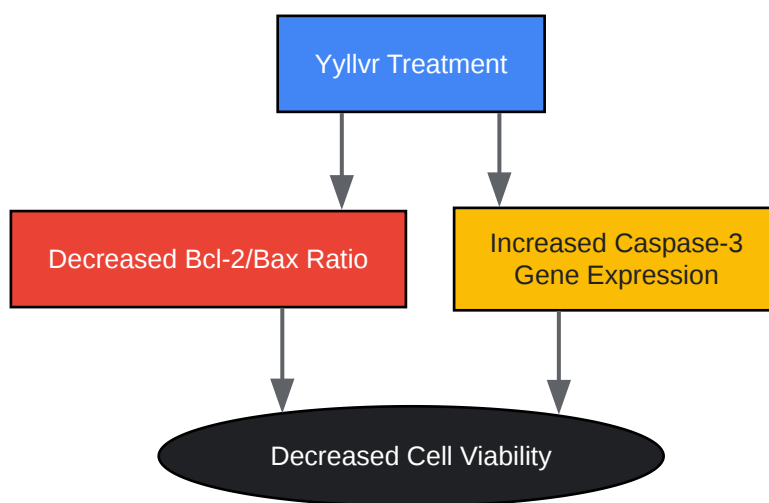 Yyllvr Treatment
Decreased Bcl-2/Bax Ratio
Increased Caspase-3
Gene Expression
Decreased Cell Viability